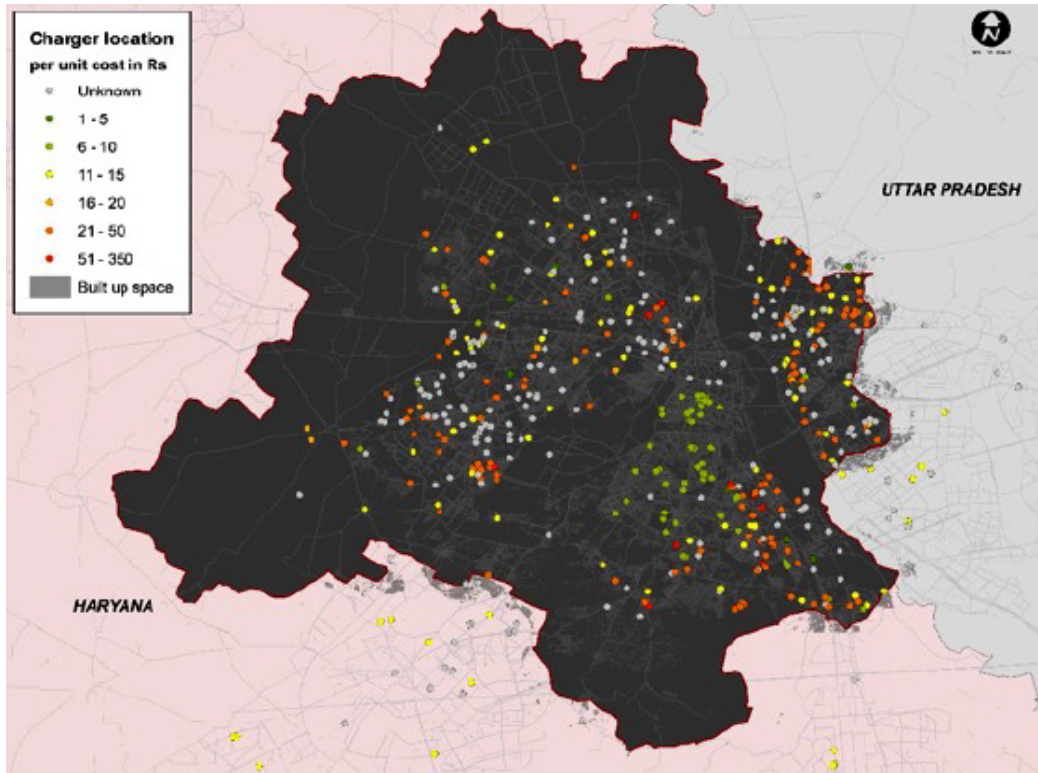 Charger location
per unit cost in Rs
Unknown
1 - 5
6 - 10
11 - 15
16 - 20
21 - 50
51 - 350
Built up space
N
UTTAR PRADESH
HARYANA